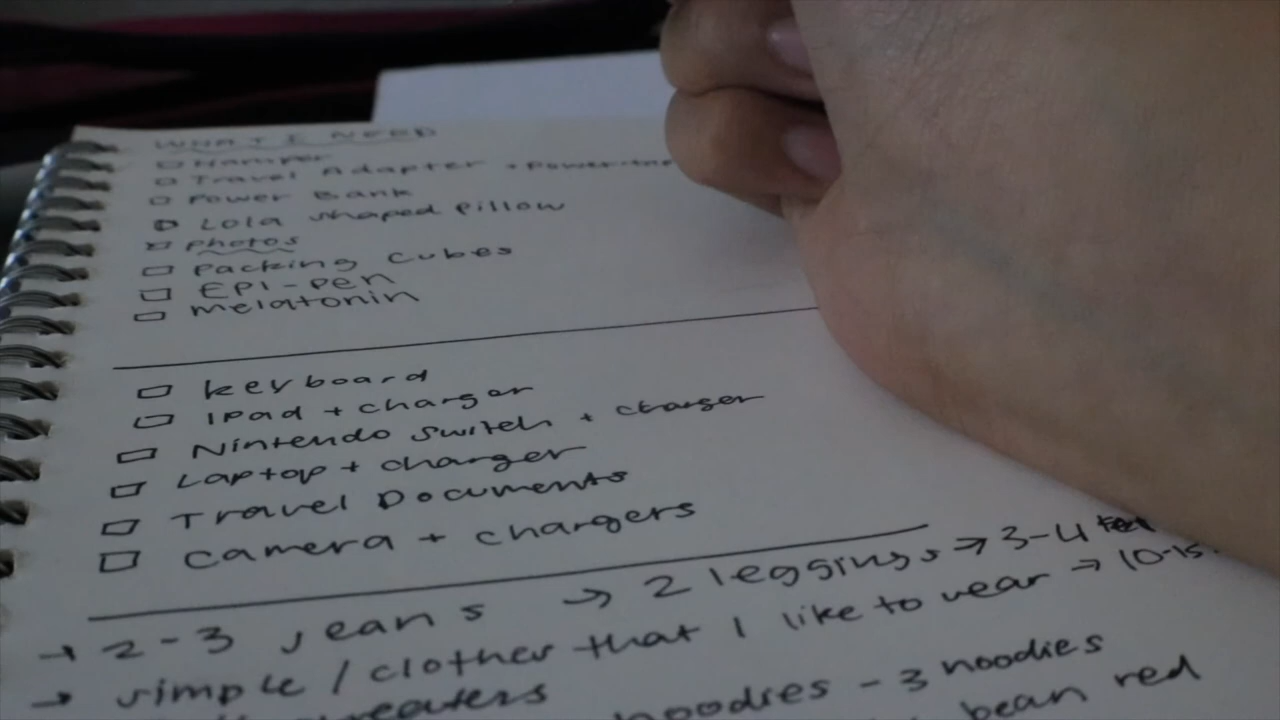 WHAT I NEED
Hamper
Travel Adapter +
Power Bank
Lola shaped Pillow
Photos
Packing Cubes
EPI-pen
melatonin
keyboard
IPad + charger
Nintendo Switch + charger
Laptop + charger
Travel Documents
camera + chargers
→ 2-3 jeans → 2 leggings → 3-4
→ simple / clothes that I like to wear → 10-15
hoodies - 3 hoodies
bean red